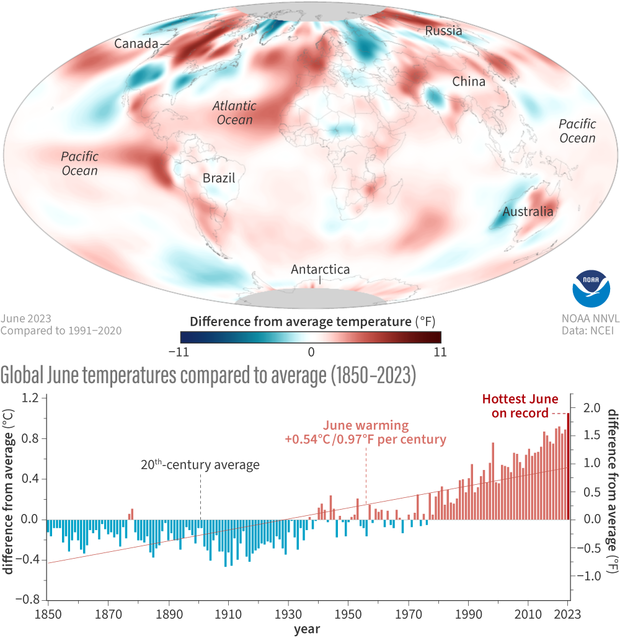 Canada
Russia
China
Atlantic
Ocean
Pacific
Ocean
Pacific
Ocean
Brazil
Australia
Antarctica
NOAA
June 2023
Compared to 1991–2020
NOAA NNVL
Data: NCEI
Difference from average temperature (°F)
−11
0
11
Global June temperatures compared to average (1850–2023)
difference from average (°C)
1.2
0.8
0.4
0.0
−0.4
−0.8
Hottest June
on record
June warming
+0.54°C/0.97°F per century
20th-century average
2.0
1.5
1.0
0.5
0.0
−0.5
−1.0
difference from average (°F)
1850
1870
1890
1910
1930
1950
1970
1990
2010
2023
year